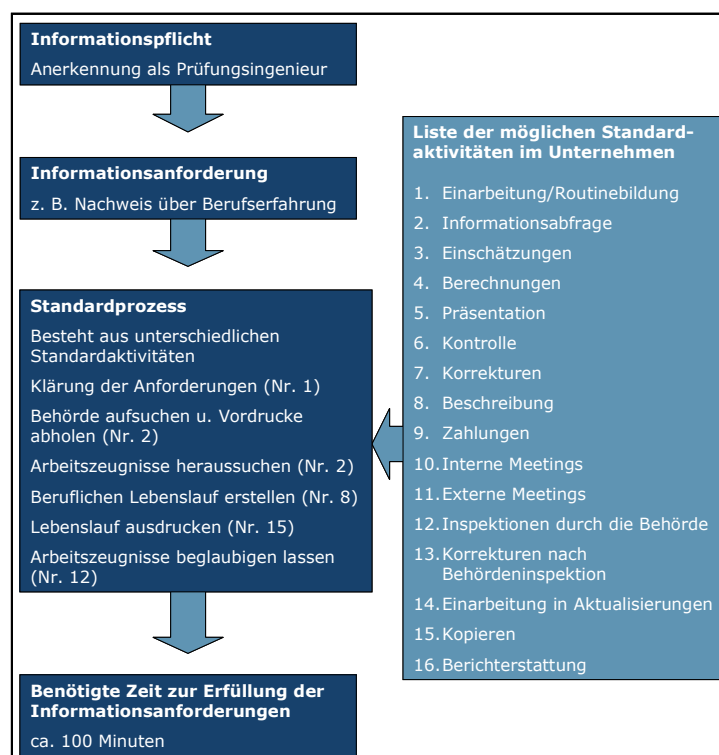 Informationspflicht
Anerkennung als Prüfungsingenieur
Informationsanforderung
z. B. Nachweis über Berufserfahrung
Standardprozess
Besteht aus unterschiedlichen
Standardaktivitäten
Klärung der Anforderungen (Nr. 1)
Behörde aufsuchen u. Vordrucke
abholen (Nr. 2)
Arbeitszeugnisse heraussuchen (Nr. 2)
Beruflichen Lebenslauf erstellen (Nr. 8)
Lebenslauf ausdrucken (Nr. 15)
Arbeitszeugnisse beglaubigen lassen
(Nr. 12)
Benötigte Zeit zur Erfüllung der
Informationsanforderungen
ca. 100 Minuten
Liste der möglichen Standard-
aktivitäten im Unternehmen
1. Einarbeitung/Routinebildung
2. Informationsabfrage
3. Einschätzungen
4. Berechnungen
5. Präsentation
6. Kontrolle
7. Korrekturen
8. Beschreibung
9. Zahlungen
10. Interne Meetings
11. Externe Meetings
12. Inspektionen durch die Behörde
13. Korrekturen nach
Behördeninspektion
14. Einarbeitung in Aktualisierungen
15. Kopieren
16. Berichterstattung